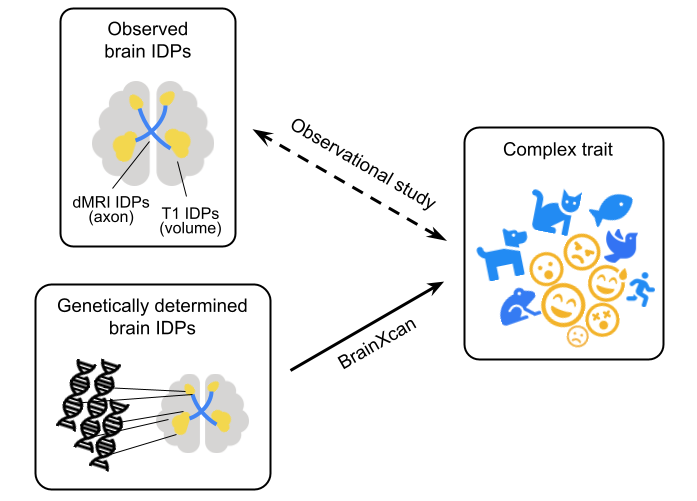 Observed
brain IDPs
dMRI IDPs
(axon)
T1 IDPs
(volume)
Observational study
Complex trait
Genetically determined
brain IDPs
BrainXcan